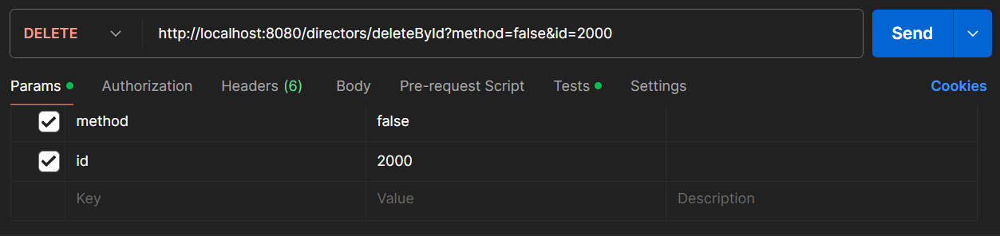 DELETE http://localhost:8080/directors/deleteById?method=false&id=2000 Send
Params Authorization Headers (6) Body Pre-request Script Tests Settings Cookies
method false
id 2000
Key Value Description